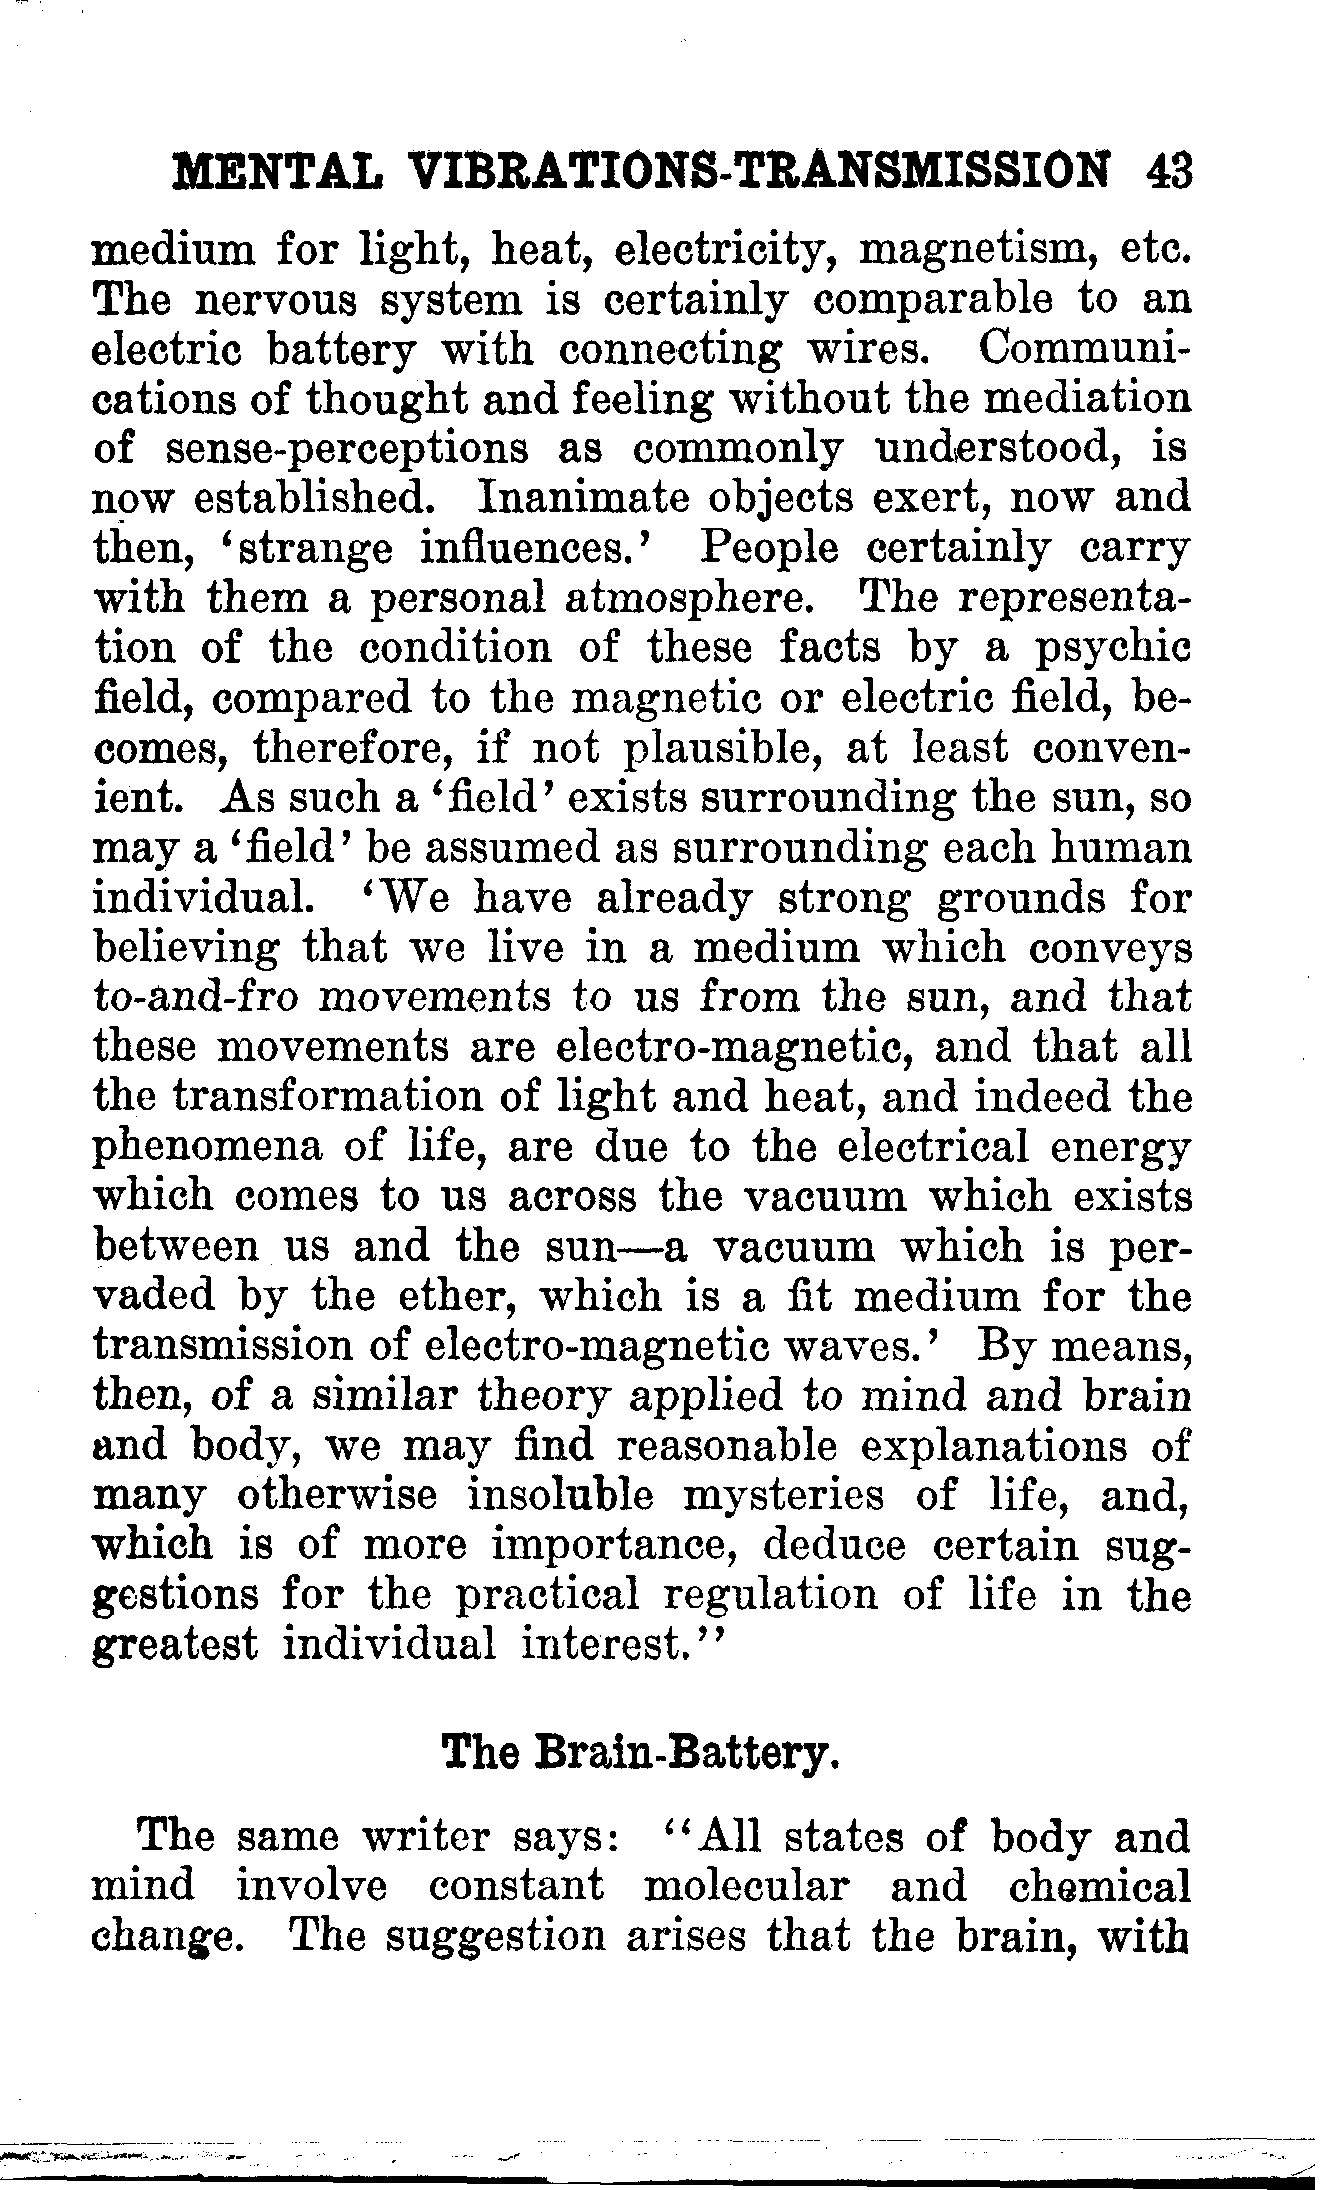 MENTAL VIBRATIONS-TRANSMISSION 43
medium for light, heat, electricity, magnetism, etc.
The nervous system is certainly comparable to an
electric battery with connecting wires. Communi-
cations of thought and feeling without the mediation
of sense-perceptions as commonly understood, is
now established. Inanimate objects exert, now and
then, ‘strange influences.’ People certainly carry
with them a personal atmosphere. The representa-
tion of the condition of these facts by a psychic
field, compared to the magnetic or electric field, be-
comes, therefore, if not plausible, at least conven-
ient. As such a ‘field’ exists surrounding the sun, so
may a ‘field’ be assumed as surrounding each human
individual. ‘We have already strong grounds for
believing that we live in a medium which conveys
to-and-fro movements to us from the sun, and that
these movements are electro-magnetic, and that all
the transformation of light and heat, and indeed the
phenomena of life, are due to the electrical energy
which comes to us across the vacuum which exists
between us and the sun—a vacuum which is per-
vaded by the ether, which is a fit medium for the
transmission of electro-magnetic waves.’ By means,
then, of a similar theory applied to mind and brain
and body, we may find reasonable explanations of
many otherwise insoluble mysteries of life, and,
which is of more importance, deduce certain sug-
gestions for the practical regulation of life in the
greatest individual interest.’’
The Brain-Battery.
The same writer says: ‘‘All states of body and
mind involve constant molecular and chemical
change. The suggestion arises that the brain, with